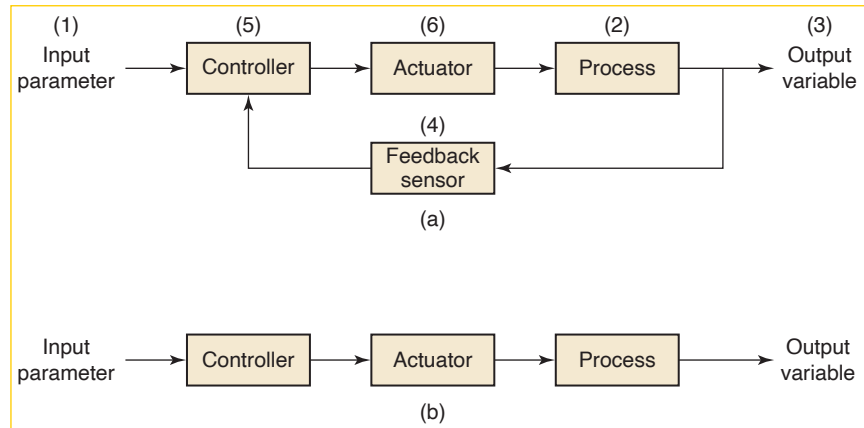 (1) (5) (6) (2) (3)
Input parameter
Controller
Actuator
Process
Output variable
(4)
Feedback sensor
(a)
Input parameter
Controller
Actuator
Process
Output variable
(b)